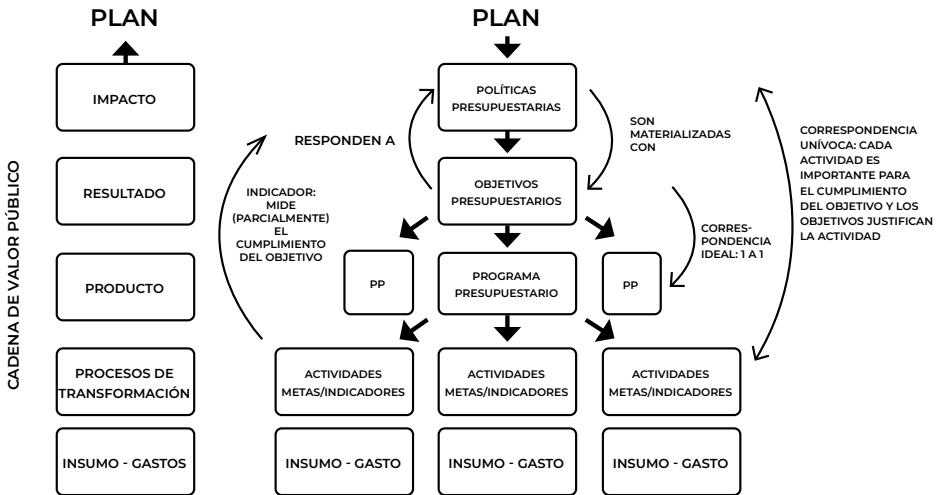 PLAN
PLAN
CADENA DE VALOR PÚBLICO
IMPACTO
RESULTADO
PRODUCTO
PROCESOS DE
TRANSFORMACIÓN
INSUMO - GASTOS
POLÍTICAS
PRESUPUESTARIAS
RESPONDEN A
SON
MATERIALIZADAS
CON
OBJETIVOS
PRESUPUESTARIOS
INDICADOR:
MIDE
(PARCIALMENTE)
EL
CUMPLIMIENTO
DEL OBJETIVO
CORRES-
PONDENCIA
IDEAL: 1 A 1
CORRESPONDENCIA
UNÍVOCA: CADA
ACTIVIDAD ES
IMPORTANTE PARA
EL CUMPLIMIENTO
DEL OBJETIVO Y LOS
OBJETIVOS JUSTIFICAN
LA ACTIVIDAD
PP
PROGRAMA
PRESUPUESTARIO
PP
ACTIVIDADES
METAS/INDICADORES
ACTIVIDADES
METAS/INDICADORES
ACTIVIDADES
METAS/INDICADORES
INSUMO - GASTO
INSUMO - GASTO
INSUMO - GASTO